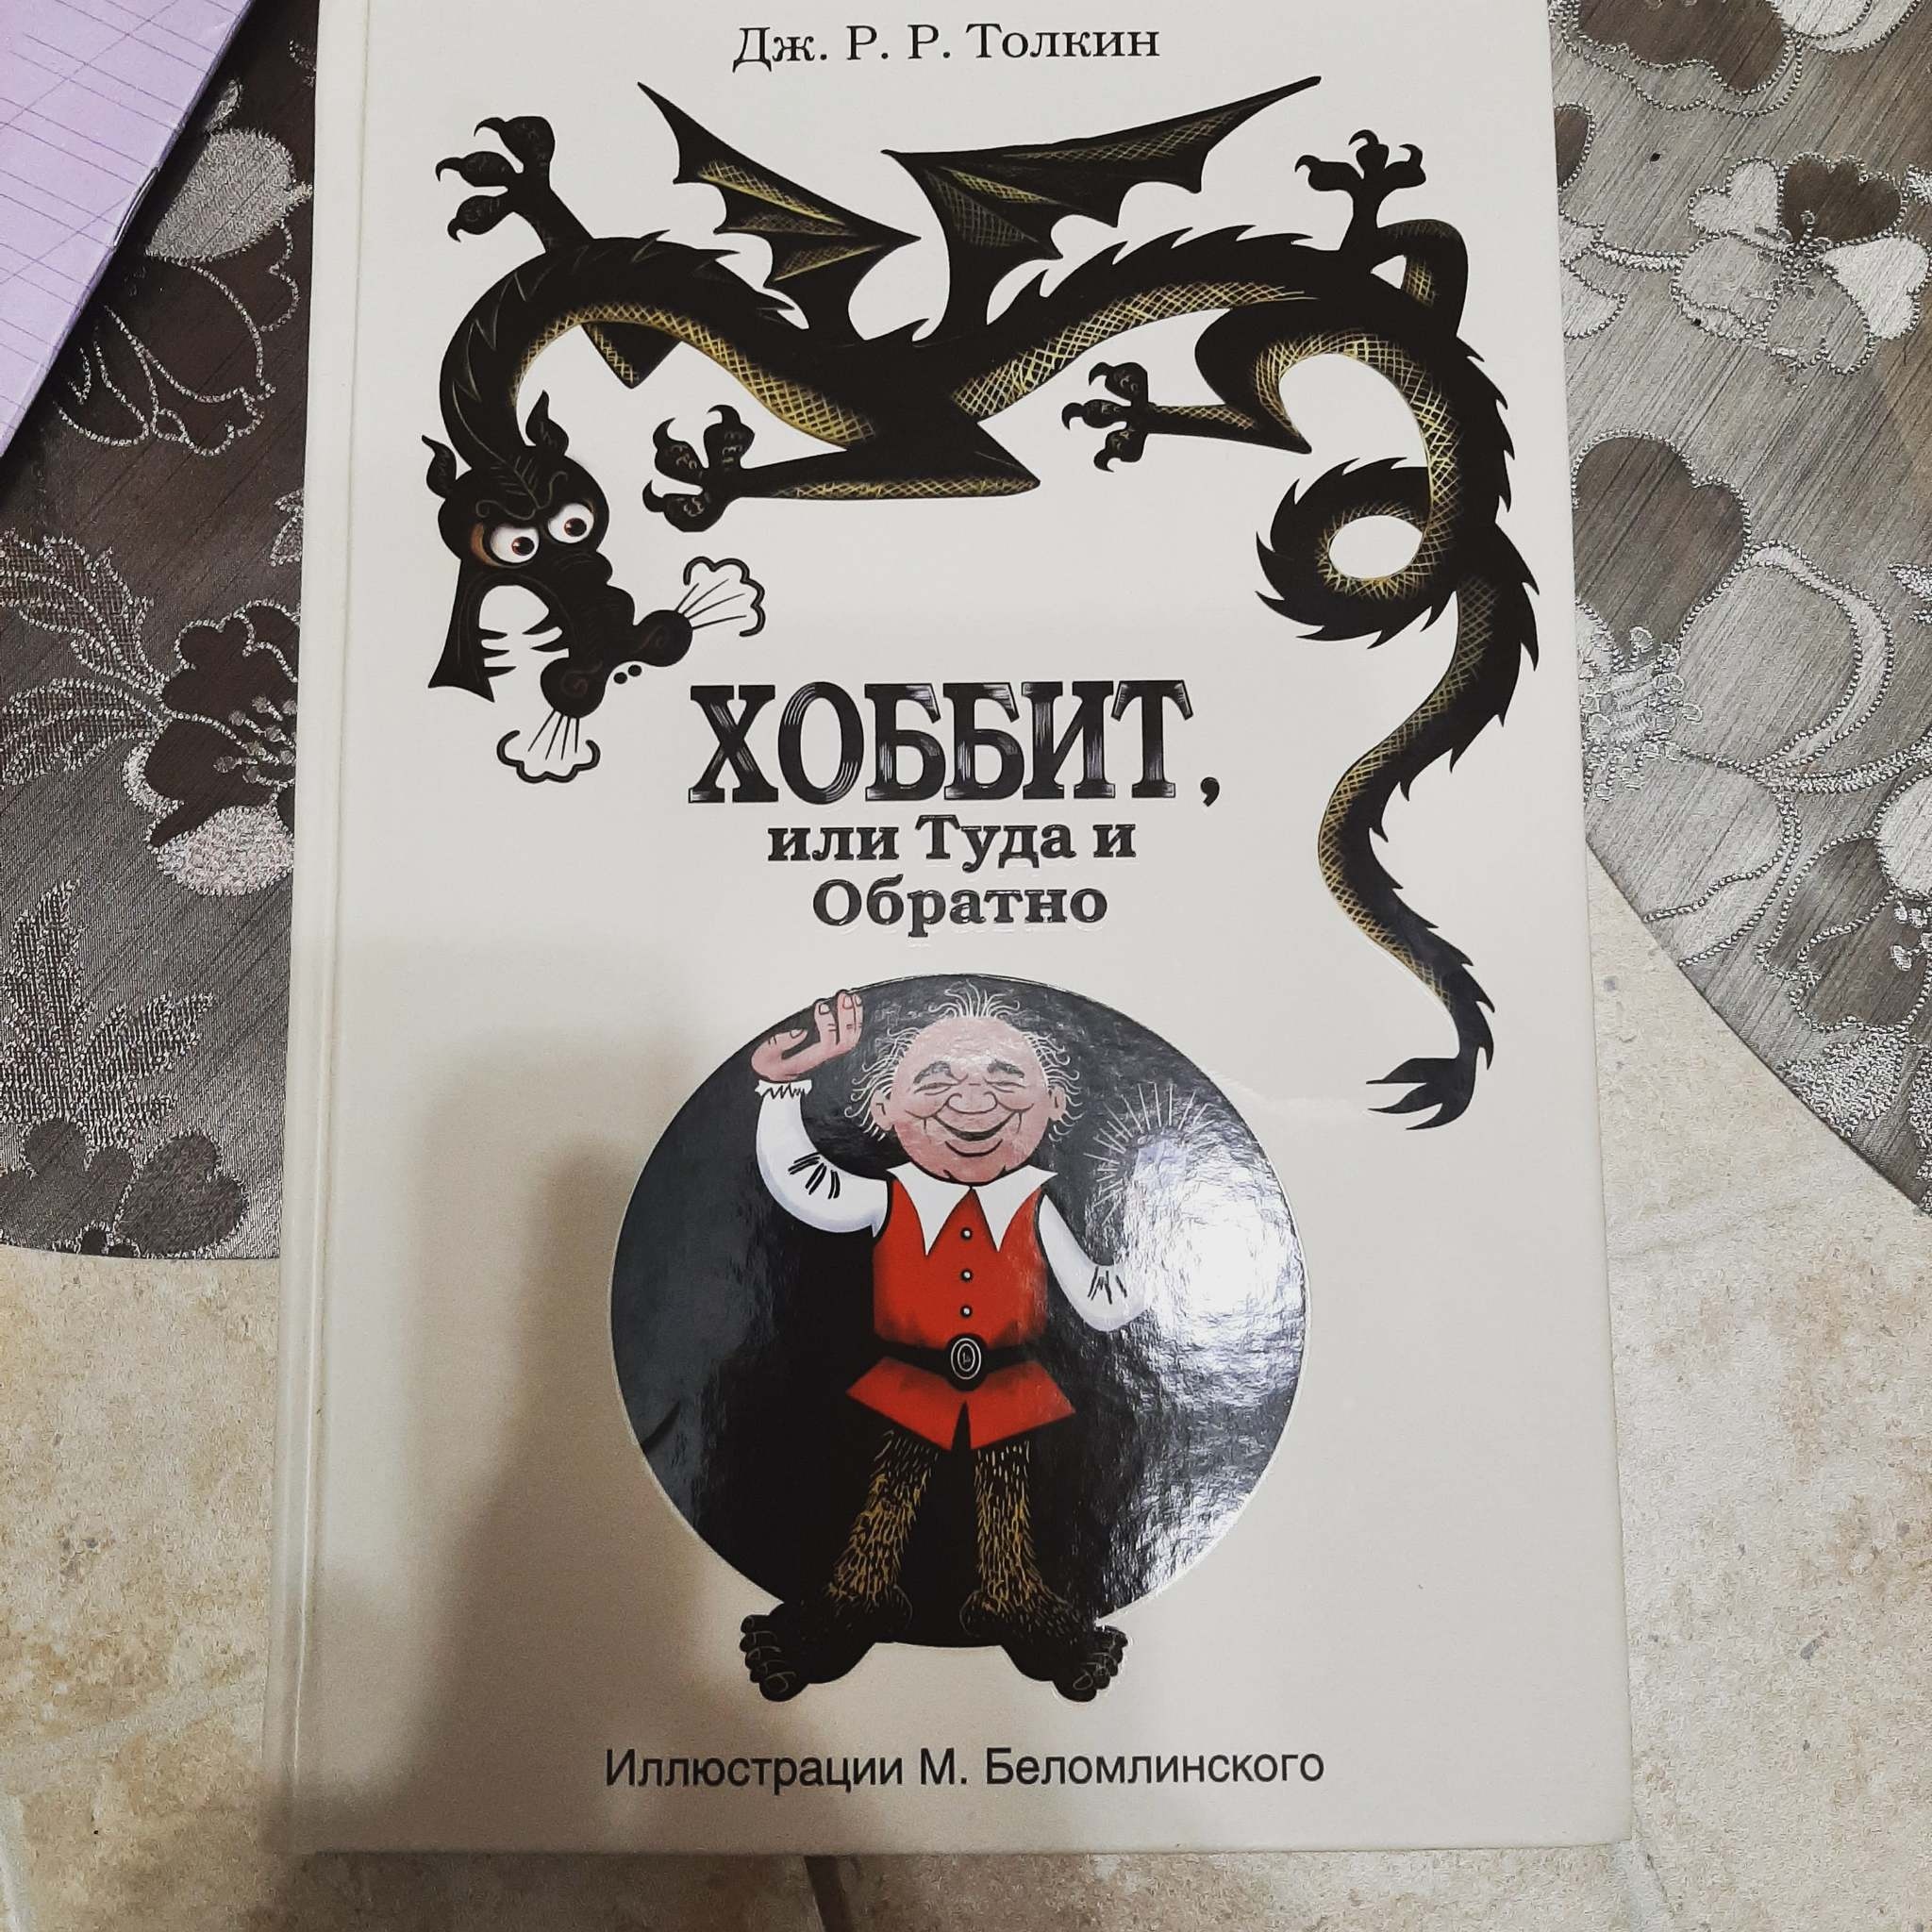 Дж. Р. Р. Толкин
ХОББИТ,
или Туда и
Обратно
Иллюстрации М. Беломлинского